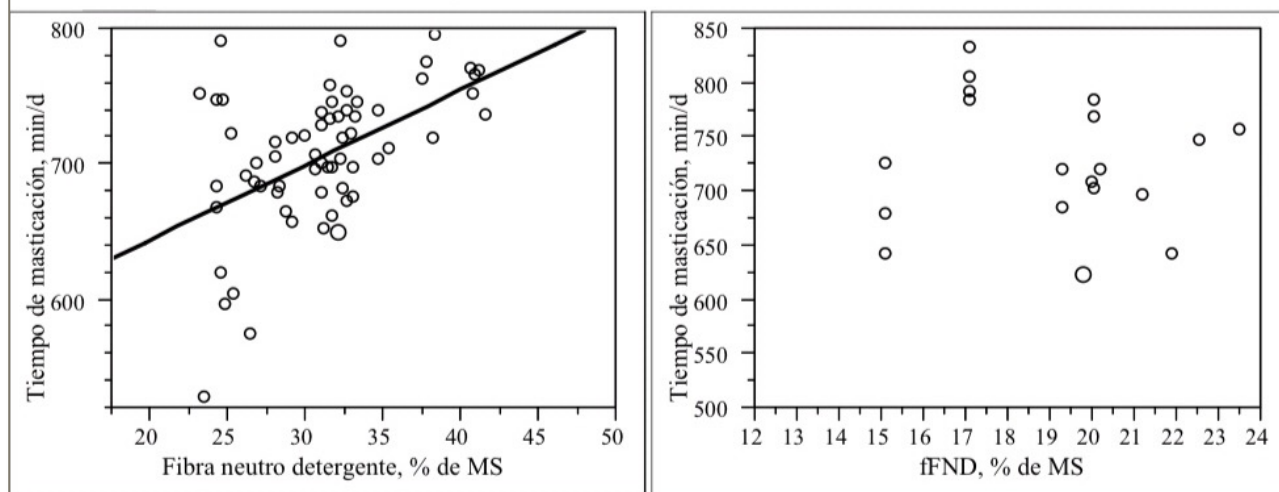 800
700
600
Tiempo de masticación, min/d
20 25 30 35 40 45 50
Fibra neutro detergente, % de MS
850
800
750
700
650
600
550
500
Tiempo de masticación, min/d
12 13 14 15 16 17 18 19 20 21 22 23 24
fFND, % de MS